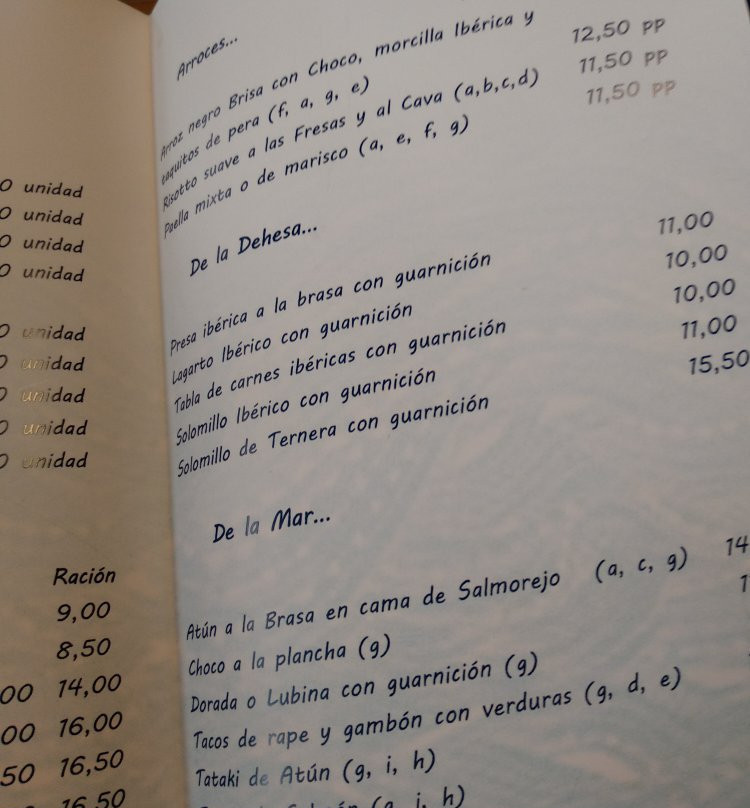 O unidad
O unidad
O unidad
O unidad
O unidad
O unidad
O unidad
O unidad
O unidad
Ración
9,00
8,50
00 14,00
00 16,00
50 16,50
16,50
Arroces...
Arroz negro Brisa con Choco, morcilla Ibérica y
taquitos de pera (f, a, g, e) 12,50 pp
Risotto suave a las Fresas y al Cava (a,b,c,d) 11,50 pp
Paella mixta o de marisco (a, e, f, g) 11,50 pp
De la Dehesa...
Presa ibérica a la brasa con guarnición 11,00
Lagarto Ibérico con guarnición 10,00
Tabla de carnes ibéricas con guarnición 10,00
Solomillo Ibérico con guarnición 11,00
Solomillo de Ternera con guarnición 15,50
De la Mar...
Atún a la Brasa en cama de Salmorejo (a, c, g) 14
Choco a la plancha (g) 1
Dorada o Lubina con guarnición (g)
Tacos de rape y gambón con verduras (g, d, e)
Tataki de Atún (g, i, h)
i, h)